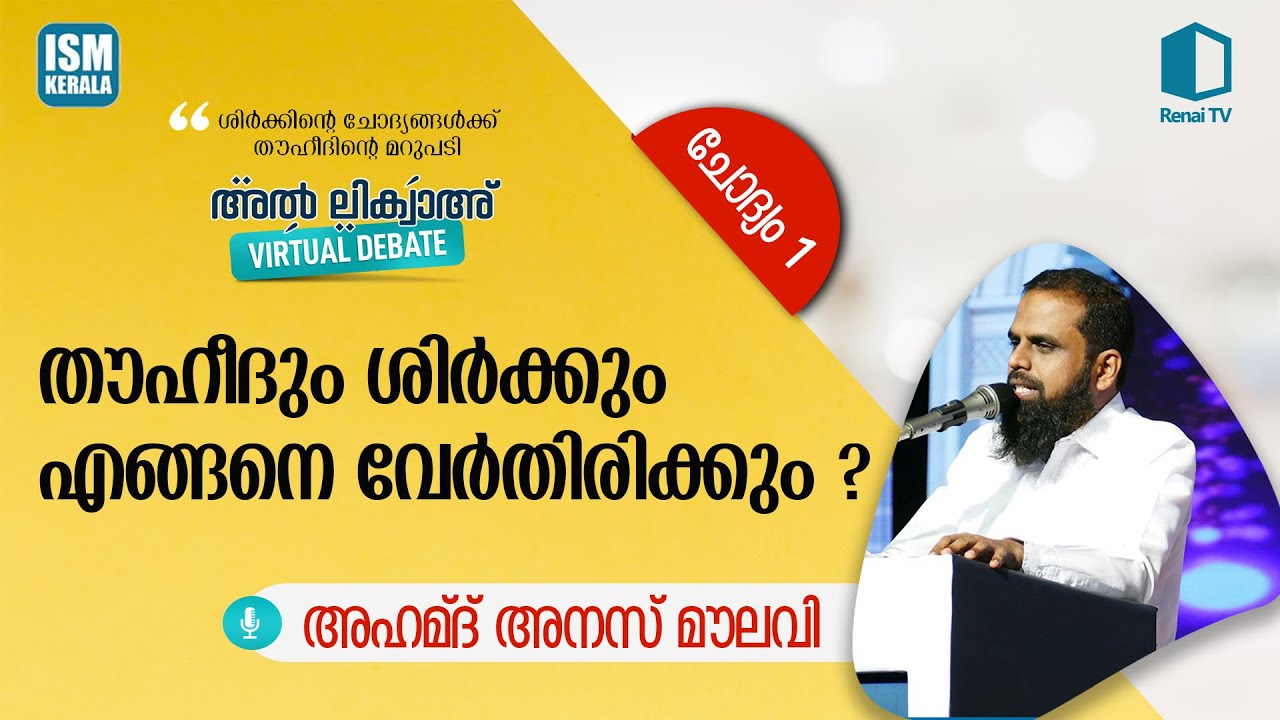 ISM
KERALA
Renai TV
“ ശിർക്കിന്റെ ചോദ്യങ്ങൾക്ക്
തൗഹീദിന്റെ മറുപടി
അൽ ലിക്വാഅ്
VIRTUAL DEBATE
ചോദ്യം 1
തൗഹീദും ശിർക്കും
എങ്ങനെ വേർതിരിക്കും ?
അഹമ്ദ് അനസ് മൗലവി